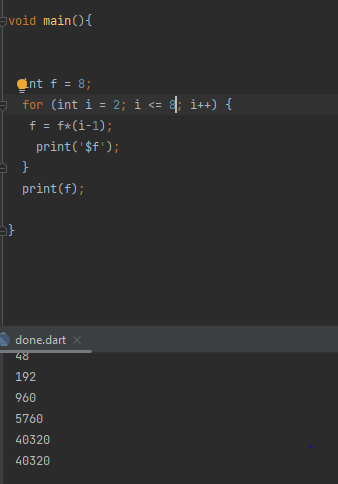 void main(){
int f = 8;
for (int i = 2; i <= 8; i++) {
f = f*(i-1);
print('$f');
}
print(f);
}
done.dart
48
192
960
5760
40320
40320